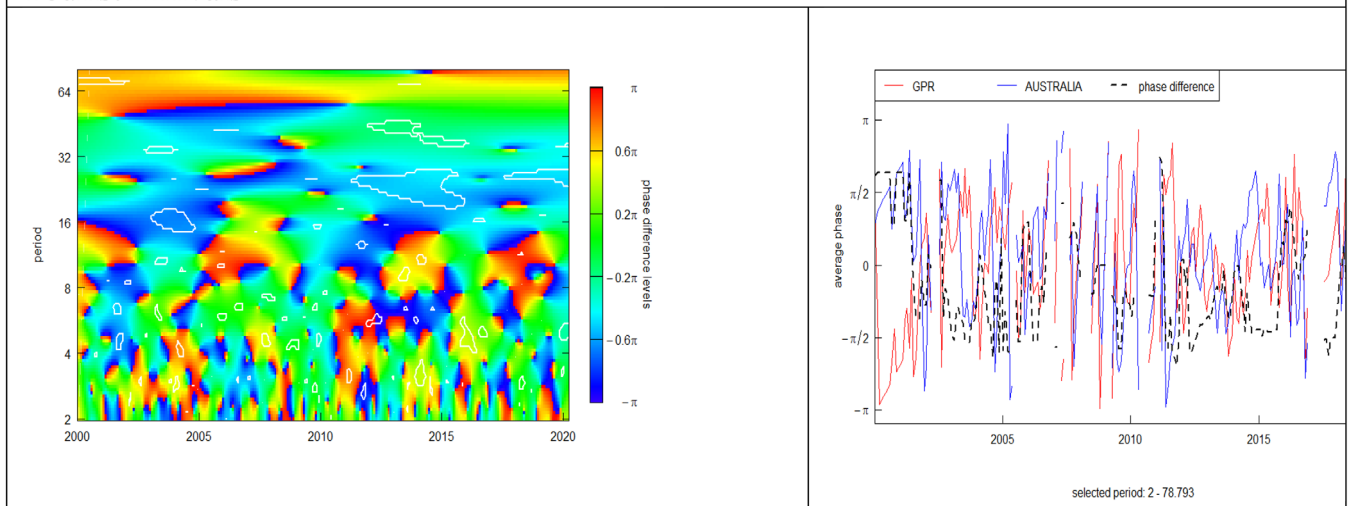 GPR
AUSTRALIA
phase difference
64
32
16
8
4
2
period
2000
2005
2010
2015
2020
π
0.6π
0.2π
−0.2π
−0.6π
−π
phase difference levels
π
π/2
0
−π/2
−π
average phase
2005
2010
2015
selected period: 2 - 78.793